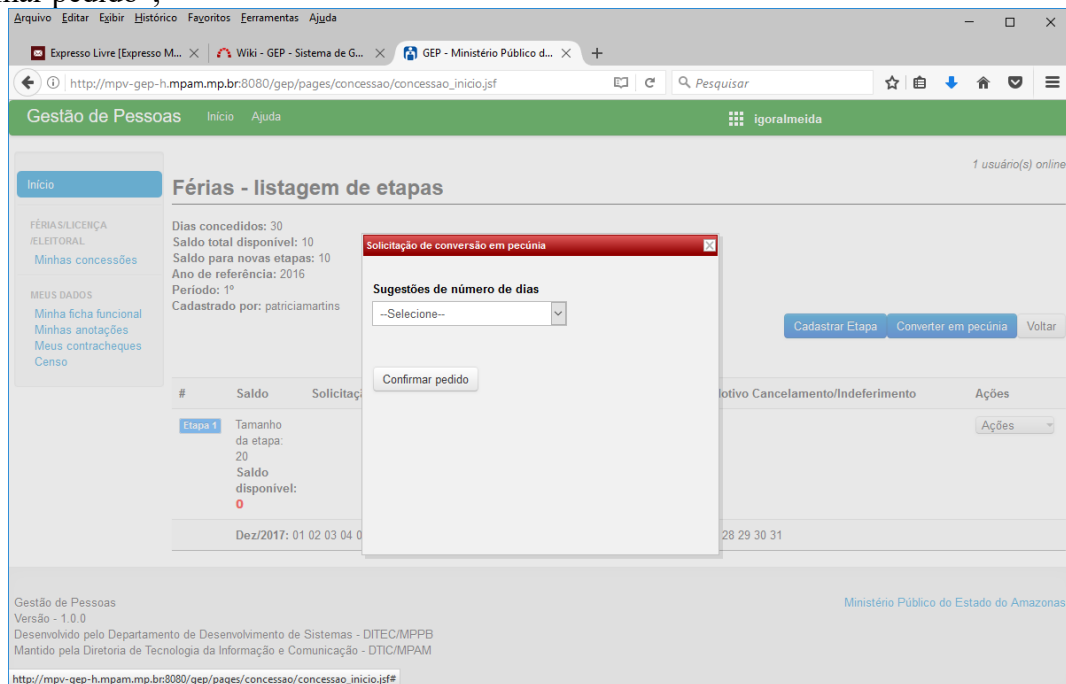 nar pedido",
Arquivo Editar Exibir Histórico Favoritos Ferramentas Ajuda
Expresso Livre [Expresso M... Wiki - GEP - Sistema de G... GEP - Ministério Público d...
http://mpv-gep-h.mpam.mp.br:8080/gep/pages/concessao/concessao_inicio.jsf Pesquisar
Gestão de Pessoas Início Ajuda igoralmeida
1 usuário(s) online
Início
FÉRIAS/LICENÇA
/ELEITORAL
Minhas concessões
MEUS DADOS
Minha ficha funcional
Minhas anotações
Meus contracheques
Censo
Férias - listagem de etapas
Dias concedidos: 30
Saldo total disponível: 10
Saldo para novas etapas: 10
Ano de referência: 2016
Período: 1º
Cadastrado por: patriciamartins
Solicitação de conversão em pecúnia
Sugestões de número de dias
--Selecione--
Confirmar pedido
Cadastrar Etapa Converter em pecúnia Voltar
# Saldo Solicitaç Motivo Cancelamento/Indeferimento Ações
Etapa 1 Tamanho Ações
da etapa:
20
Saldo
disponível:
0
Dez/2017: 01 02 03 04 0 28 29 30 31
Gestão de Pessoas
Versão - 1.0.0
Desenvolvido pelo Departamento de Desenvolvimento de Sistemas - DITEC/MPPB
Mantido pela Diretoria de Tecnologia da Informação e Comunicação - DTIC/MPAM
Ministério Público do Estado do Amazonas
http://mpv-gep-h.mpam.mp.br:8080/gep/pages/concessao/concessao_inicio.jsf#